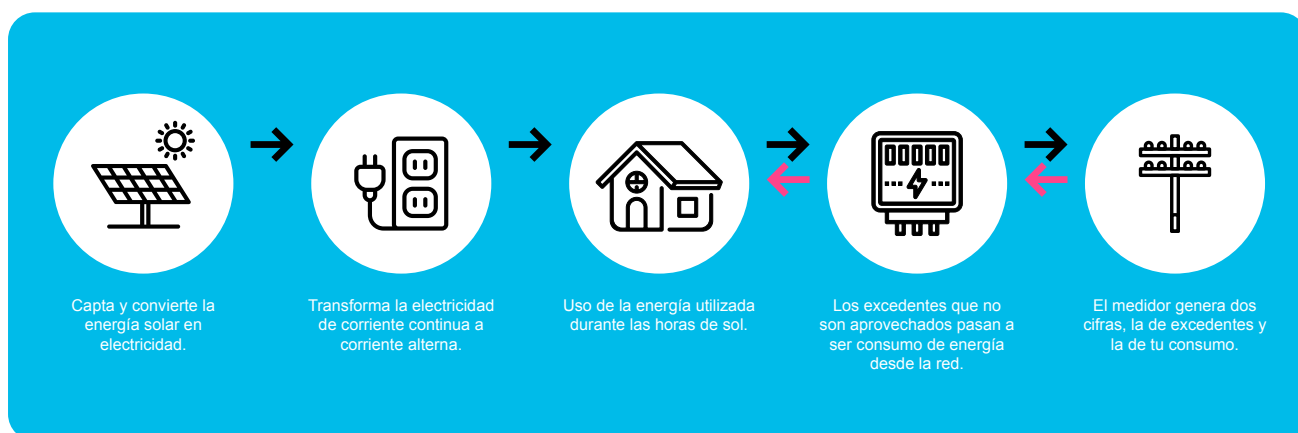 Capta y convierte la
energía solar en
electricidad.
Transforma la electricidad
de corriente continua a
corriente alterna.
Uso de la energía utilizada
durante las horas de sol.
Los excedentes que no
son aprovechados pasan a
ser consumo de energía
desde la red.
El medidor genera dos
cifras, la de excedentes y
la de tu consumo.